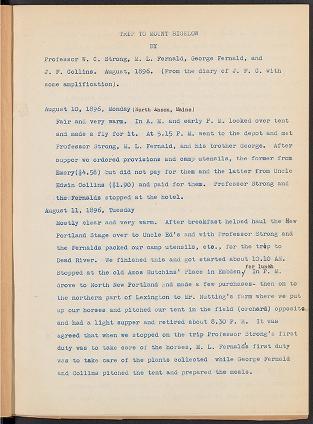 TRIP TO MOUNT BIGELOW
BY
Professor W. C. Strong, M. L. Fernald, George Fernald, and
J. F. Collins. August, 1896. (From the diary of J. F. C. with
some amplification).
August 10, 1896, Monday (North Anson, Maine)
Fair and very warm. In A. M. and early P. M. looked over tent
and made a fly for it. At 5.15 P. M. went to the depot and met
Professor Strong, M. L. Fernald, and his brother George. After
supper we ordered provisions and camp utensils, the former from
Emery($4.58) but did not pay for them and the latter from Uncle
Edwin Collins ($1.90) and paid for them. Professor Strong and
the Fernalds stopped at the hotel.
August 11, 1896, Tuesday
Mostly clear and very warm. After breakfast helped haul the New
Portland Stage over to Uncle Ed's and with Professor Strong and
the Fernalds packed our camp utensils, etc., for the trip to
Dead River. We finished this and got started about 10.10 AM.
Stopped at the old Amos Hutchins' Place in Embden for lunch. In P. M.
drove to North New Portland and made a few purchases- then on to
the northern part of Lexington to Mr. Nutting's farm where we put
up our horses and pitched our tent in the field (orchard) opposite
and had a light supper and retired about 8.30 P. M. It was
agreed that when we stopped on the trip Professor Strong's first
duty was to take care of the horses, M. L. Fernald's first duty
was to take care of the plants collected while George Fernald
and Collins pitched the tent and prepared the meals.